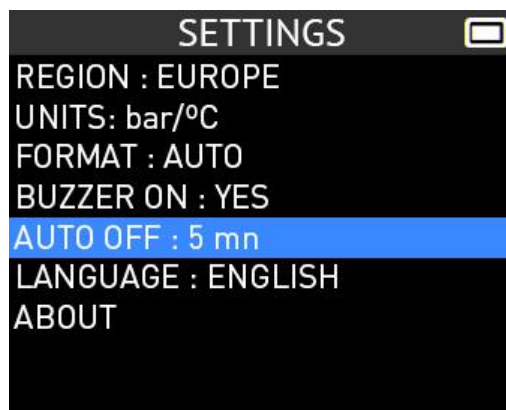 SETTINGS
REGION : EUROPE
UNITS: bar/ºC
FORMAT : AUTO
BUZZER ON : YES
AUTO OFF : 5 mn
LANGUAGE : ENGLISH
ABOUT